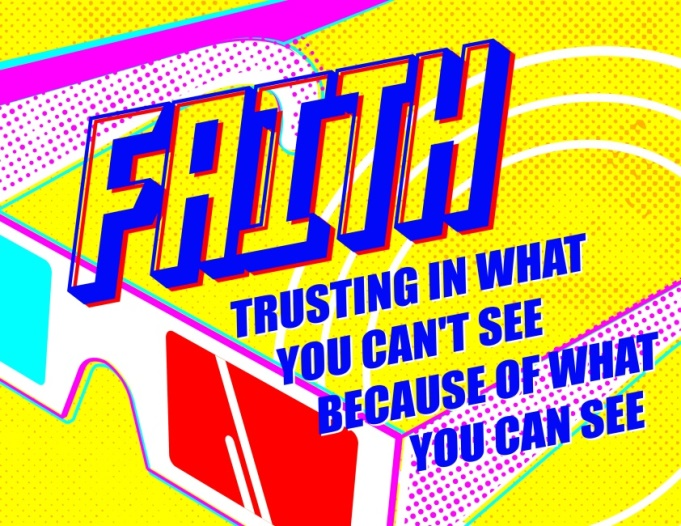 FAITH
TRUSTING IN WHAT
YOU CAN'T SEE
BECAUSE OF WHAT
YOU CAN SEE